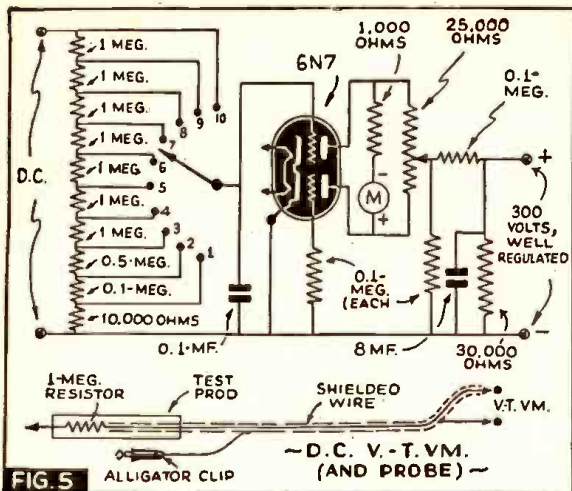 1 MEG.
1 MEG.
1 MEG.
1 MEG.
1 MEG.
1 MEG.
1 MEG.
0.5-MEG.
0.1-MEG.
10.000 OHMS
D.C.
10
9
8
7
6
5
4
3
2
1
6N7
1,000
OHMS
25,000
OHMS
0.1-
MEG.
M
-
+
+
300
VOLTS,
WELL
REGULATED
-
0.1-MEG.
(EACH)
0.1-MF.
8 MF.
30,000
OHMS
1-MEG.
RESISTOR
TEST
PROD
SHIELDED
WIRE
V.T. VM.
ALLIGATOR CLIP
~D.C. V.-T. VM.
(AND PROBE)~
FIG. 5